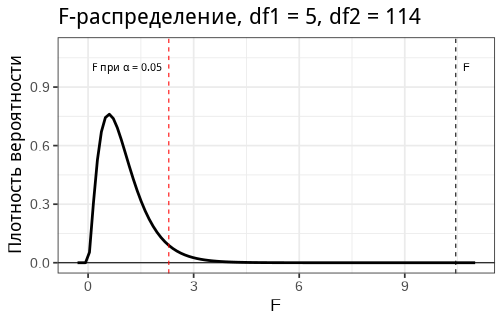 F-распределение, df1 = 5, df2 = 114
F при α = 0.05
F
Плотность вероятности
0.9
0.6
0.3
0.0
0
3
6
9
F